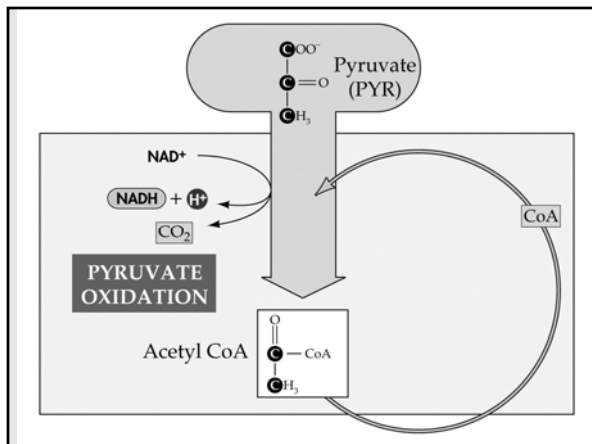 COO⁻
C=O
CH₃
Pyruvate
(PYR)
NAD⁺
NADH + H⁺
CO₂
CoA
PYRUVATE
OXIDATION
Acetyl CoA
O
C – CoA
CH₃